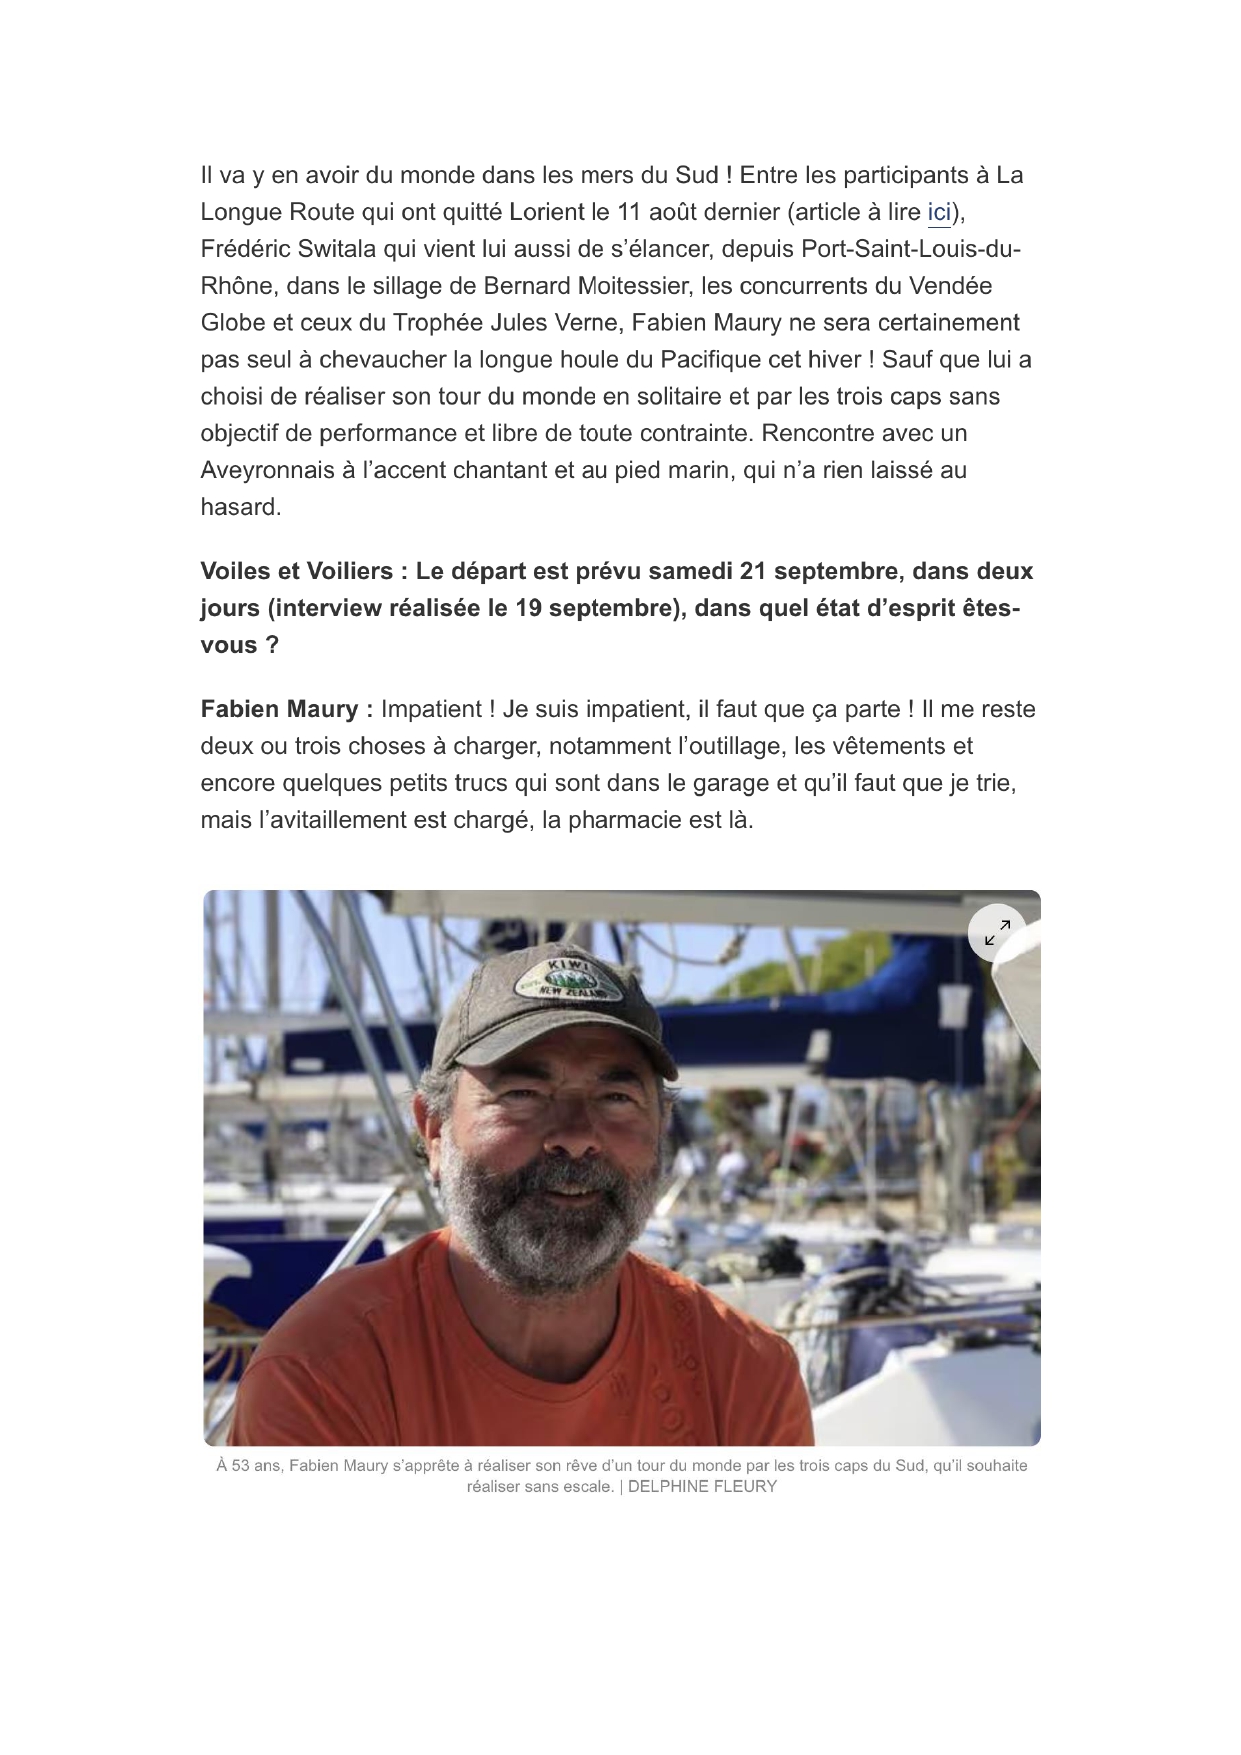 Il va y en avoir du monde dans les mers du Sud ! Entre les participants à La
Longue Route qui ont quitté Lorient le 11 août dernier (article à lire ici),
Frédéric Switala qui vient lui aussi de s’élancer, depuis Port-Saint-Louis-du-
Rhône, dans le sillage de Bernard Moitessier, les concurrents du Vendée
Globe et ceux du Trophée Jules Verne, Fabien Maury ne sera certainement
pas seul à chevaucher la longue houle du Pacifique cet hiver ! Sauf que lui a
choisi de réaliser son tour du monde en solitaire et par les trois caps sans
objectif de performance et libre de toute contrainte. Rencontre avec un
Aveyronnais à l’accent chantant et au pied marin, qui n’a rien laissé au
hasard.
Voiles et Voiliers : Le départ est prévu samedi 21 septembre, dans deux
jours (interview réalisée le 19 septembre), dans quel état d’esprit êtes-
vous ?
Fabien Maury : Impatient ! Je suis impatient, il faut que ça parte ! Il me reste
deux ou trois choses à charger, notamment l’outillage, les vêtements et
encore quelques petits trucs qui sont dans le garage et qu’il faut que je trie,
mais l’avitaillement est chargé, la pharmacie est là.
KIWI
NEW ZEALAND
À 53 ans, Fabien Maury s’apprête à réaliser son rêve d’un tour du monde par les trois caps du Sud, qu’il souhaite
réaliser sans escale. | DELPHINE FLEURY